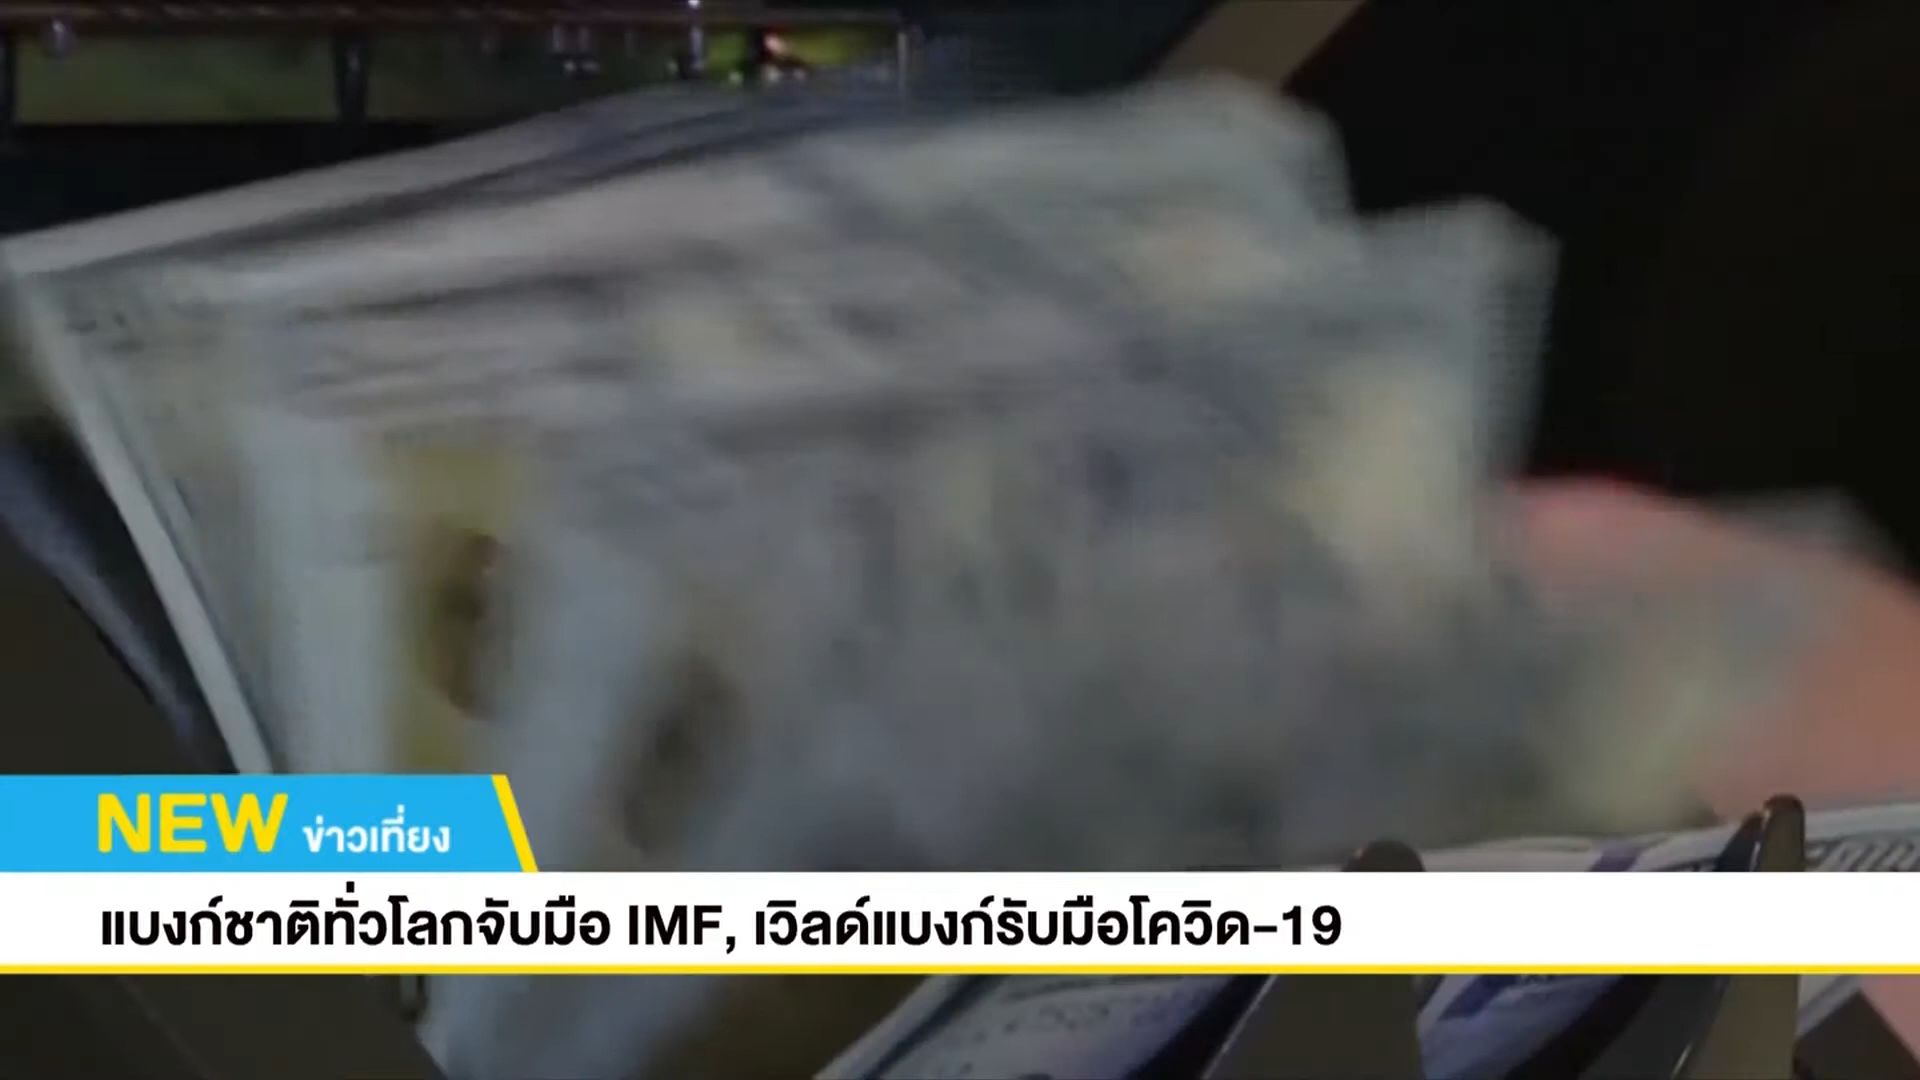 NEW ข่าวเที่ยง
แบงก์ชาติทั่วโลกจับมือ IMF, เวิลด์แบงก์รับมือโควิด-19